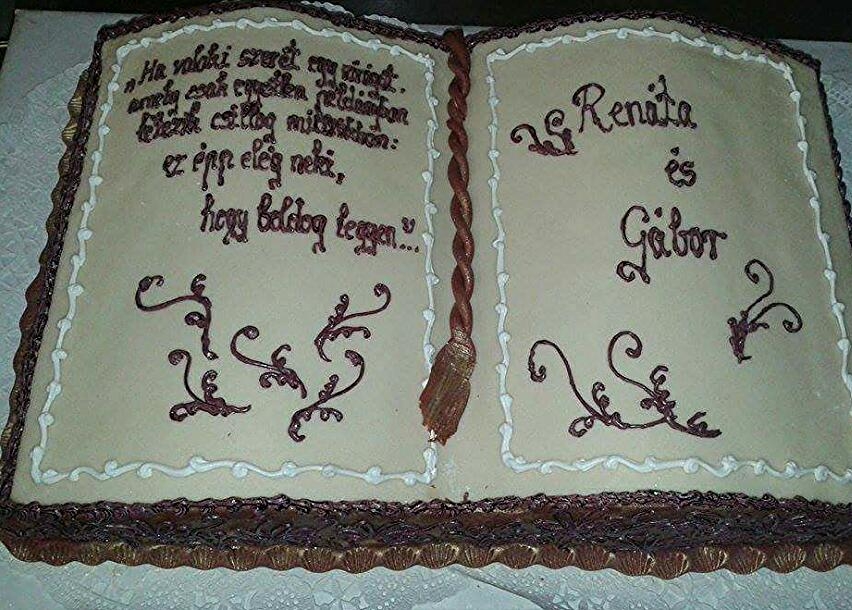 „Ha valaki szeret egy virágot,
amely csak egyetlen példányban
létezik csillag milliókon:
ez épp elég neki,
hogy boldog legyen"...
Renáta
és
Gábor